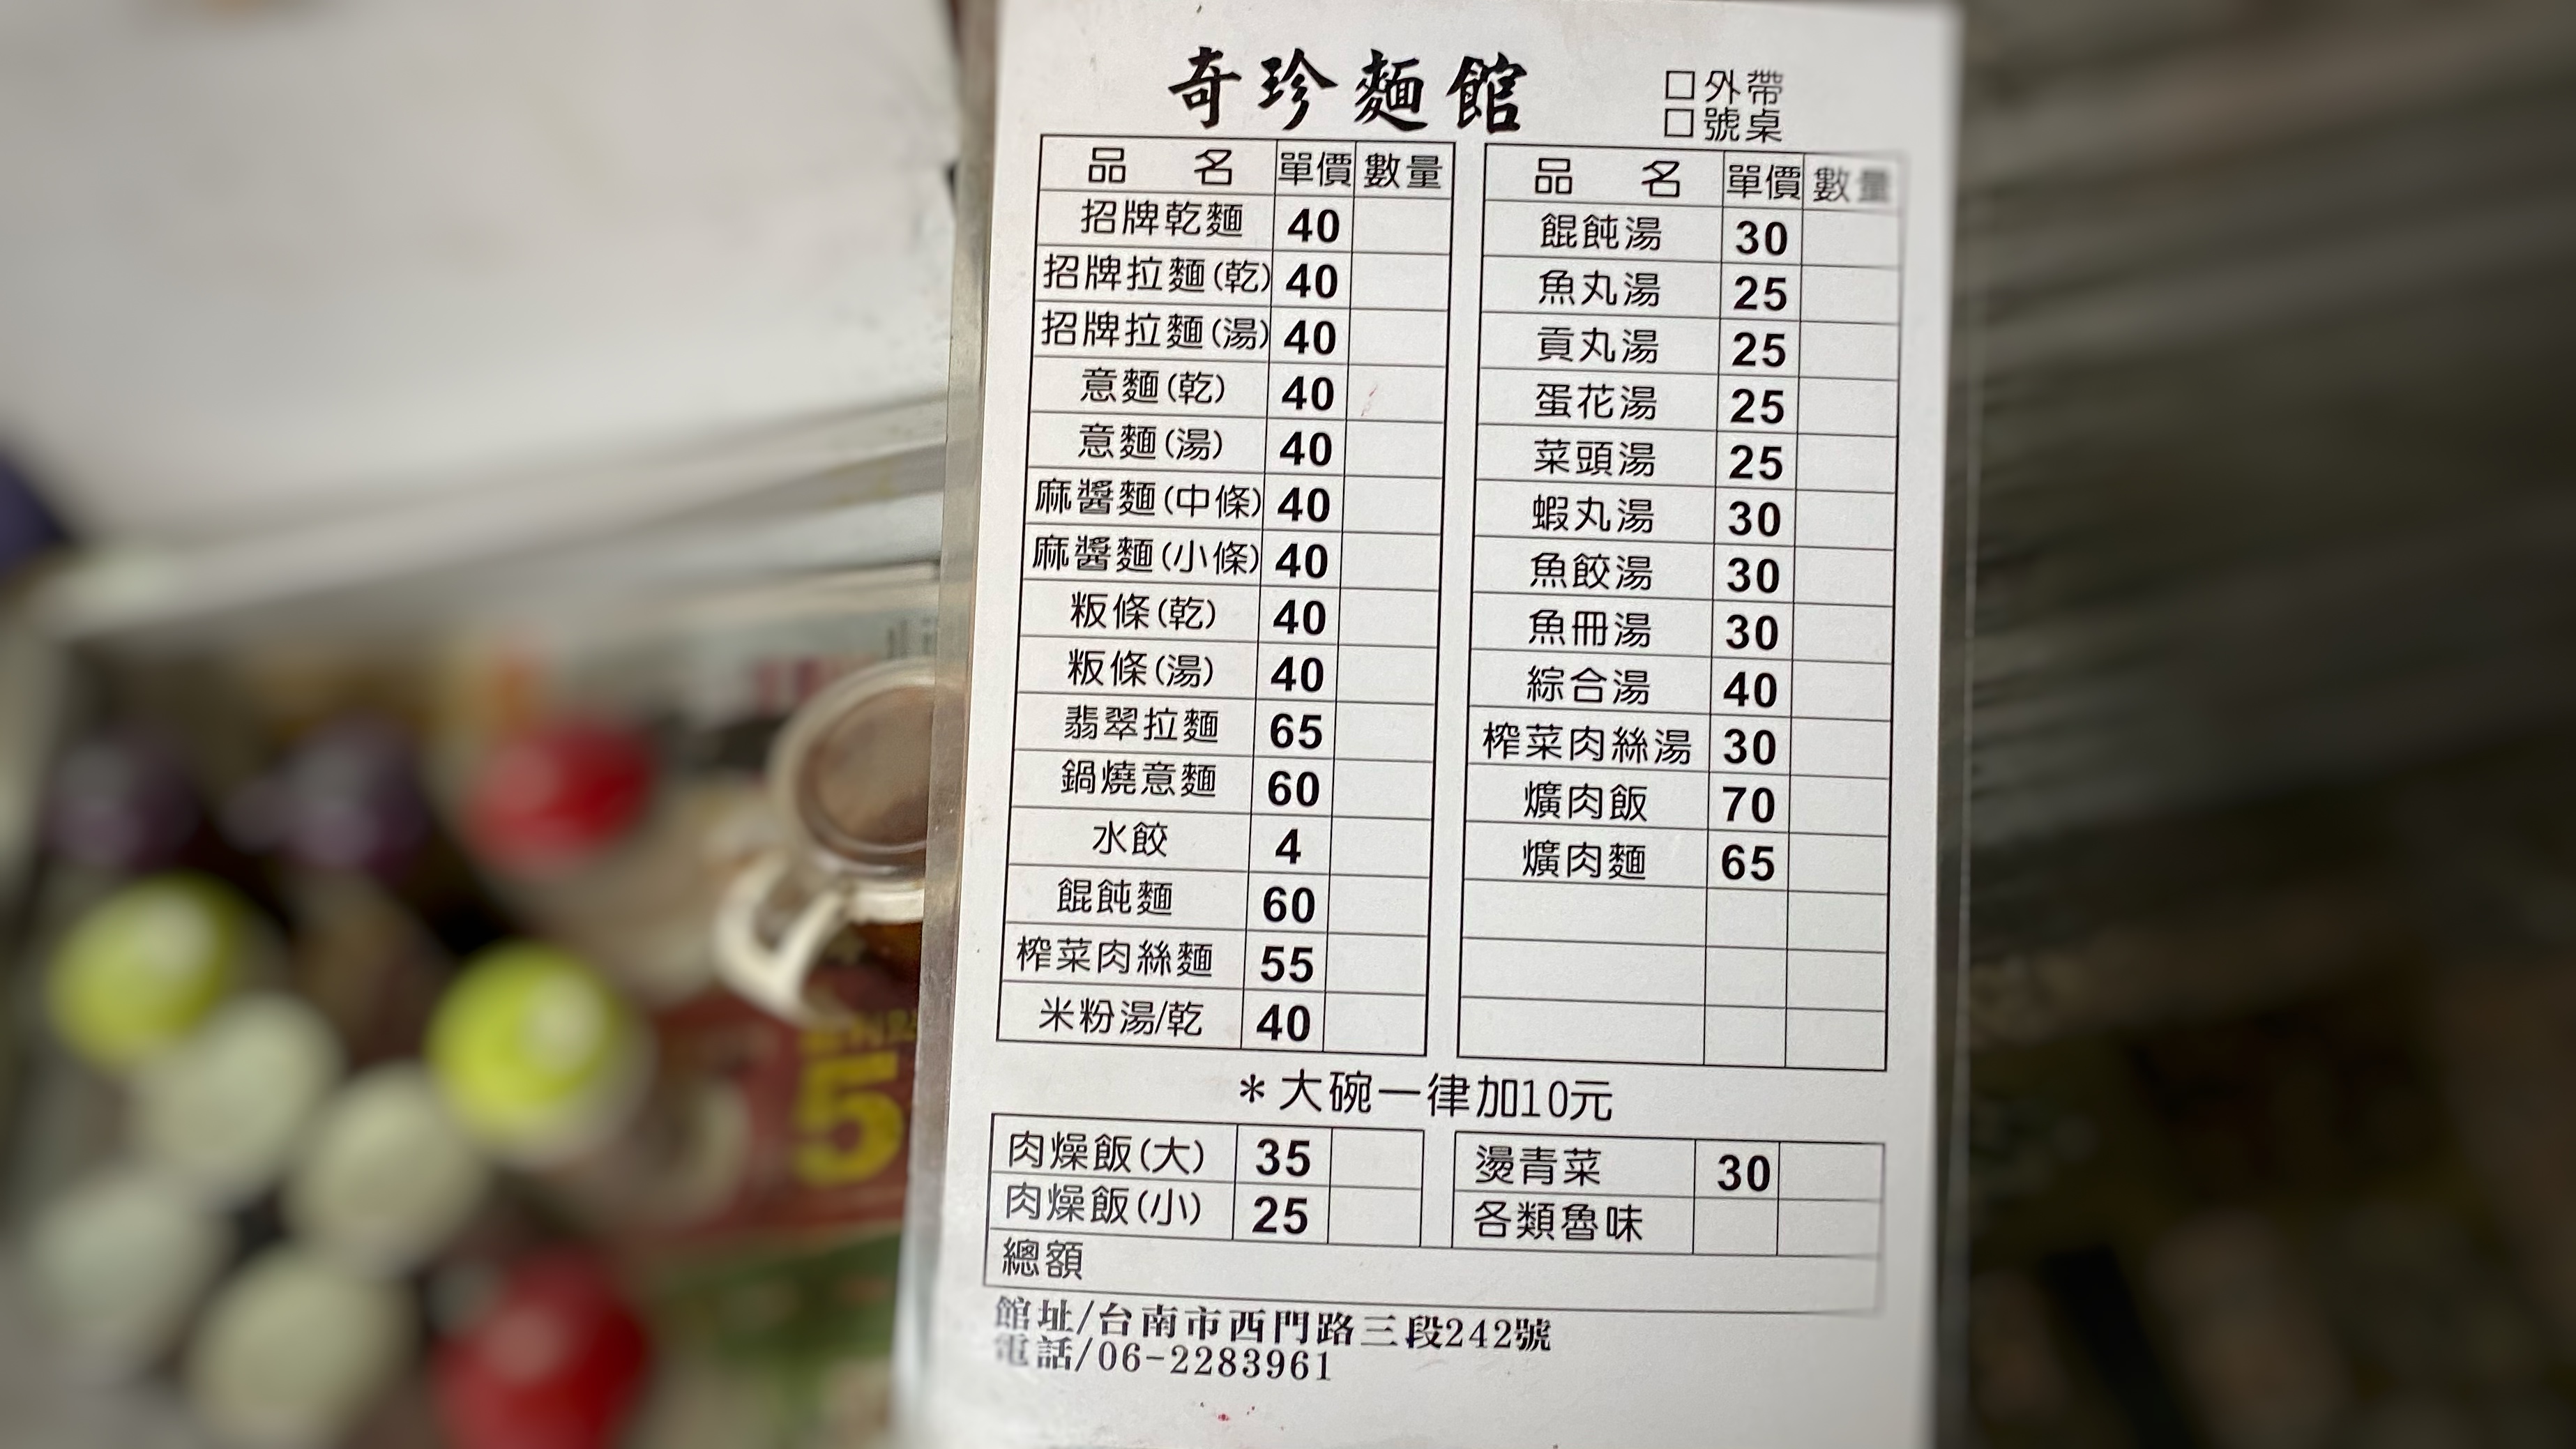 奇珍麵館
□外帶
□號桌
品 名 單價 數量
招牌乾麵 40
招牌拉麵(乾) 40
招牌拉麵(湯) 40
意麵(乾) 40
意麵(湯) 40
麻醬麵(中條) 40
麻醬麵(小條) 40
粄條(乾) 40
粄條(湯) 40
翡翠拉麵 65
鍋燒意麵 60
水餃 4
餛飩麵 60
榨菜肉絲麵 55
米粉湯/乾 40
品 名 單價 數量
餛飩湯 30
魚丸湯 25
貢丸湯 25
蛋花湯 25
菜頭湯 25
蝦丸湯 30
魚餃湯 30
魚冊湯 30
綜合湯 40
榨菜肉絲湯 30
爌肉飯 70
爌肉麵 65
＊大碗一律加10元
肉燥飯(大) 35
肉燥飯(小) 25
燙青菜 30
各類魯味
總額
館址/台南市西門路三段242號
電話/06-2283961
5